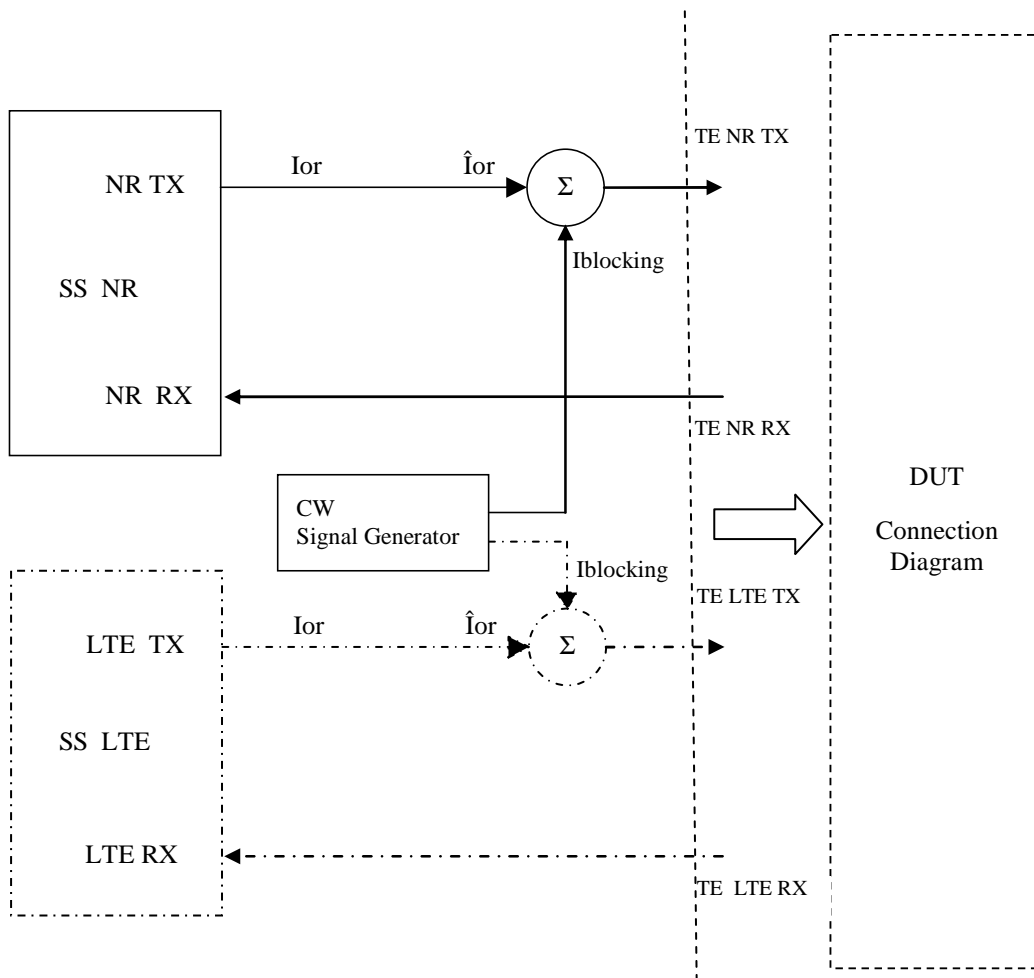 TE NR TX
NR TX
Ior
Îor
Σ
Iblocking
SS NR
NR RX
TE NR RX
CW
Signal Generator
DUT
Connection
Diagram
Iblocking
TE LTE TX
LTE TX
Ior
Îor
Σ
SS LTE
LTE RX
TE LTE RX